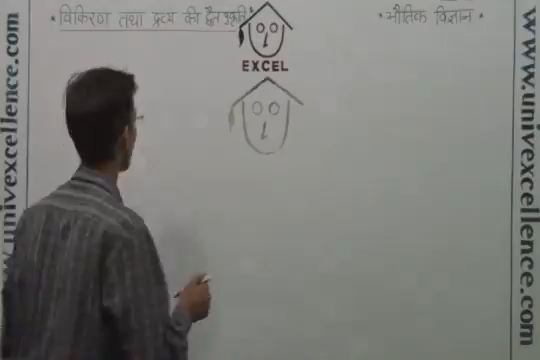 • विकिरण तथा द्रव्य की द्वैत प्रकृति •
• भौतिक विज्ञान •
EXCEL
www.univexcellence.com
www.univexcellence.com